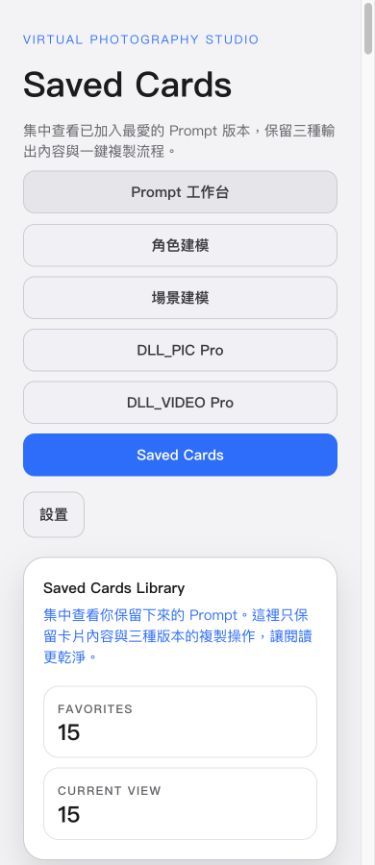 VIRTUAL PHOTOGRAPHY STUDIO
Saved Cards
集中查看已加入最愛的 Prompt 版本，保留三種輸
出內容與一鍵複製流程。
Prompt 工作台
角色建模
場景建模
DLL_PIC Pro
DLL_VIDEO Pro
Saved Cards
設置
Saved Cards Library
集中查看你保留下來的 Prompt。這裡只保
留卡片內容與三種版本的複製操作，讓閱讀
更乾淨。
FAVORITES
15
CURRENT VIEW
15